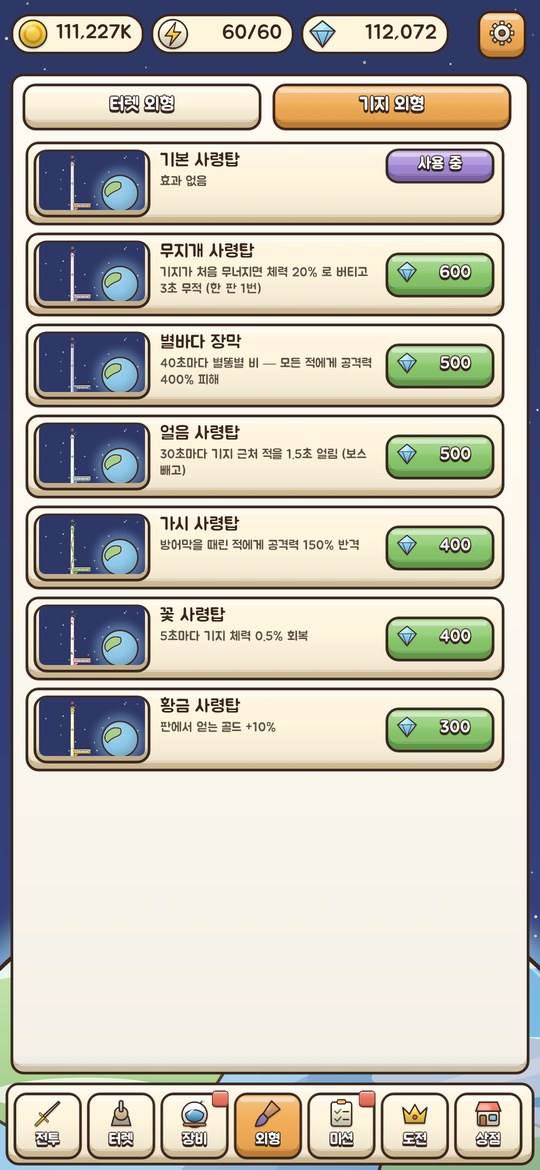 111,227K
60/60
112,072
터렛 외형
기지 외형
기본 사령탑
사용 중
효과 없음
무지개 사령탑
기지가 처음 무너지면 체력 20% 로 버티고
3초 무적 (한 판 1번)
600
별바다 장막
40초마다 별똥별 비 — 모든 적에게 공격력
400% 피해
500
얼음 사령탑
30초마다 기지 근처 적을 1.5초 얼림 (보스
빼고)
500
가시 사령탑
방어막을 때린 적에게 공격력 150% 반격
400
꽃 사령탑
5초마다 기지 체력 0.5% 회복
400
황금 사령탑
판에서 얻는 골드 +10%
300
전투
터렛
장비
외형
미션
도전
상점